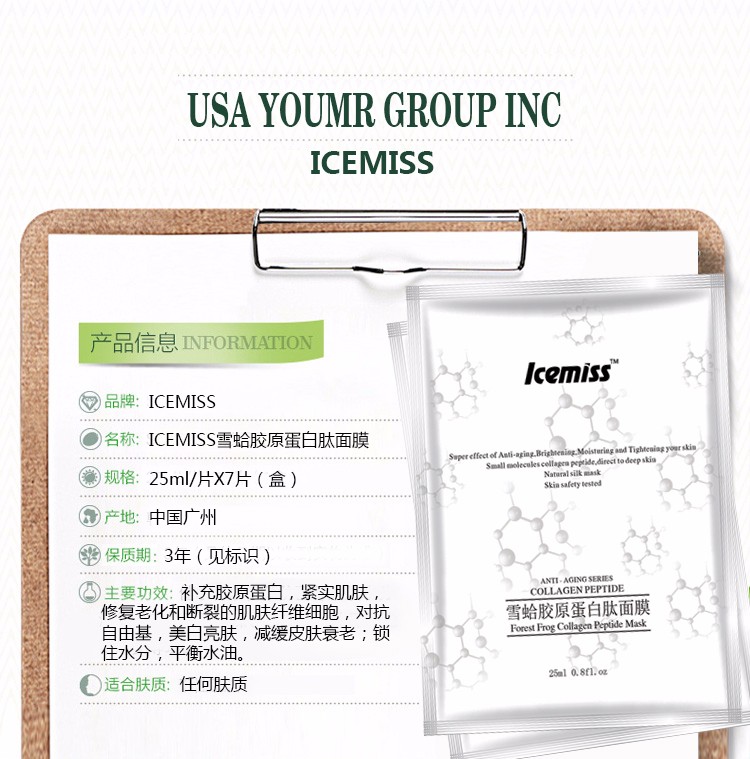 USA YOUMR GROUP INC
ICEMISS
产品信息 INFORMATION
品牌: ICEMISS
名称: ICEMISS雪蛤胶原蛋白肽面膜
规格: 25ml/片X7片（盒）
产地: 中国广州
保质期: 3年（见标识）
主要功效: 补充胶原蛋白，紧实肌肤，
修复老化和断裂的肌肤纤维细胞，对抗
自由基，美白亮肤，减缓皮肤衰老；锁
住水分，平衡水油。
适合肤质: 任何肤质
Icemiss™
Super effect of Anti-aging,Brightening,Moisturing and Tightening your skin
Small molecules collagen peptide,direct to deep skin
Natural silk mask
Skin safety tested
ANTI - AGING SERIES
COLLAGEN PEPTIDE
雪蛤胶原蛋白肽面膜
Forest Frog Collagen Peptide Mask
25ml 0.8fl.oz